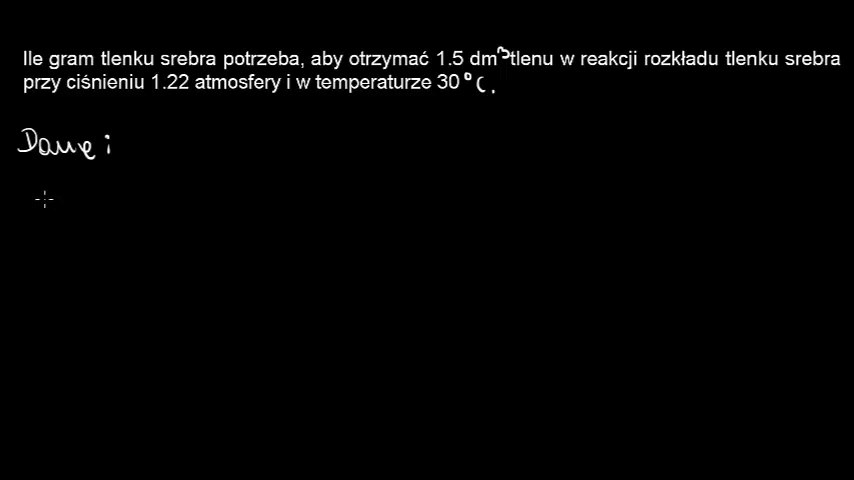 Ile gram tlenku srebra potrzeba, aby otrzymać 1.5 dm³ tlenu w reakcji rozkładu tlenku srebra
przy ciśnieniu 1.22 atmosfery i w temperaturze 30°C.
Dane: